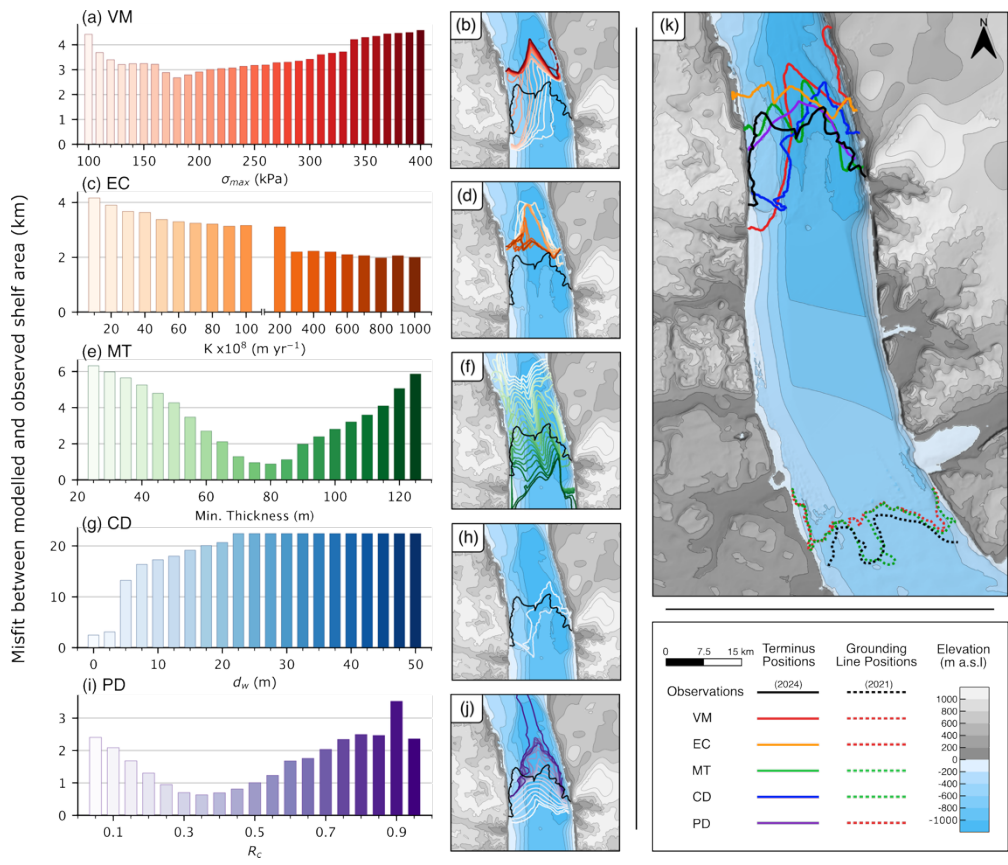 Misfit between modelled and observed shelf area (km)
(a) VM
4
3
2
1
0
100 150 200 250 300 350 400
σmax (kPa)
(b)
(c) EC
4
2
0
20 40 60 80 100 200 400 600 800 1000
K x10⁸ (m yr⁻¹)
(d)
(e) MT
6
4
2
0
20 40 60 80 100 120
Min. Thickness (m)
(f)
(g) CD
20
10
0
0 10 20 30 40 50
dw (m)
(h)
(i) PD
3
2
1
0
0.1 0.3 0.5 0.7 0.9
Rc
(j)
(k)
N
0 7.5 15 km
Terminus Positions
Grounding Line Positions
Elevation (m a.s.l)
Observations (2024) (2021)
VM
EC
MT
CD
PD
1000
800
600
400
200
0
-200
-400
-600
-800
-1000